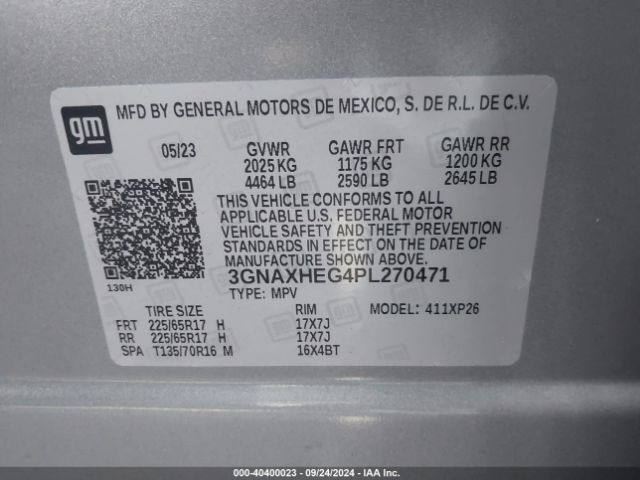 gm
MFD BY GENERAL MOTORS DE MEXICO, S. DE R.L. DE C.V.
05/23 GVWR GAWR FRT GAWR RR
2025 KG 1175 KG 1200 KG
4464 LB 2590 LB 2645 LB
THIS VEHICLE CONFORMS TO ALL
APPLICABLE U.S. FEDERAL MOTOR
VEHICLE SAFETY AND THEFT PREVENTION
STANDARDS IN EFFECT ON THE DATE OF
MANUFACTURE SHOWN ABOVE.
130H
3GNAXHEG4PL270471
TYPE: MPV
TIRE SIZE RIM MODEL: 411XP26
FRT 225/65R17 H 17X7J
RR 225/65R17 H 17X7J
SPA T135/70R16 M 16X4BT
000-40400023 - 09/24/2024 - IAA Inc.